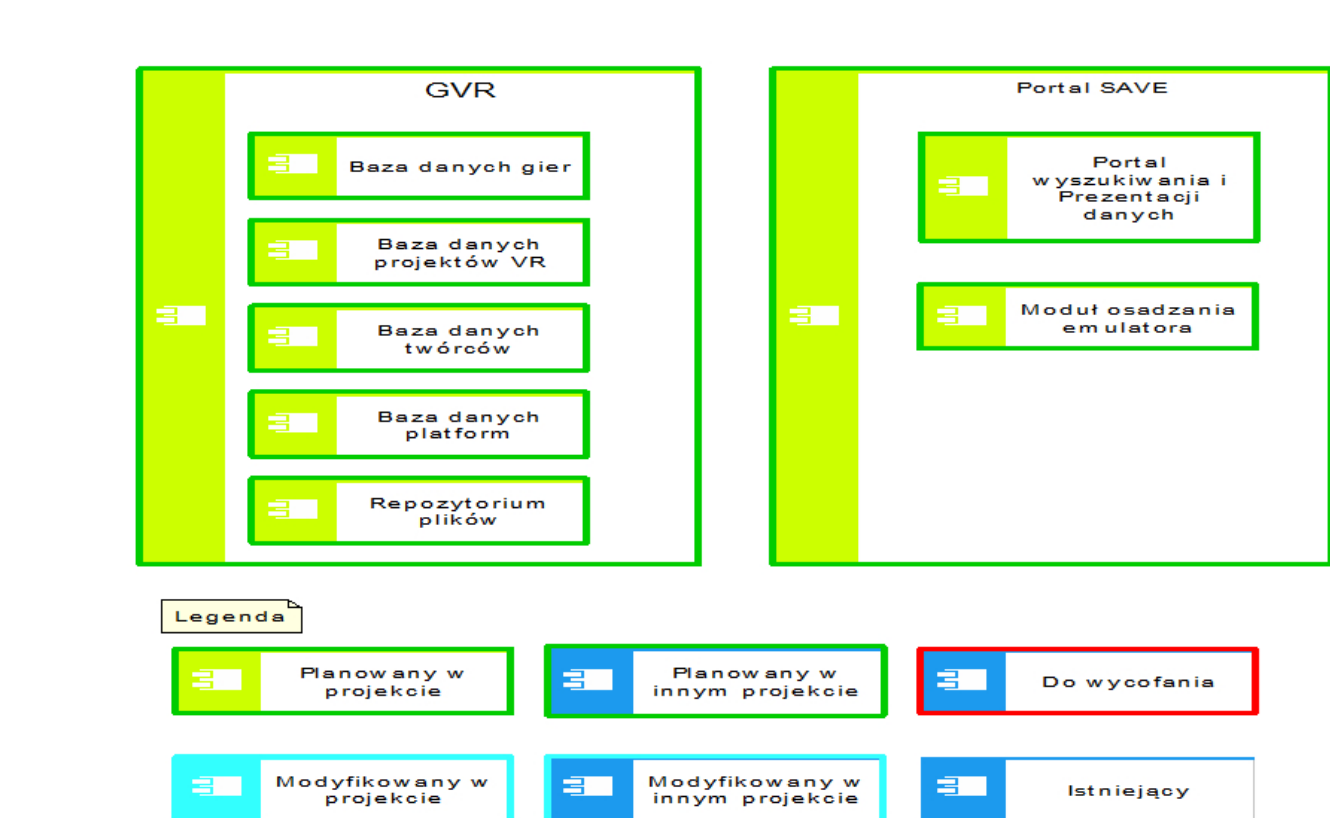 GVR
Baza danych gier
Baza danych
projektów VR
Baza danych
twórców
Baza danych
platform
Repozytorium
plików
Portal SAVE
Portal
wyszukiwania i
Prezentacji
danych
Moduł osadzania
emulatora
Legenda
Planowany w
projekcie
Planowany w
innym projekcie
Do wycofania
Modyfikowany w
projekcie
Modyfikowany w
innym projekcie
Istniejący